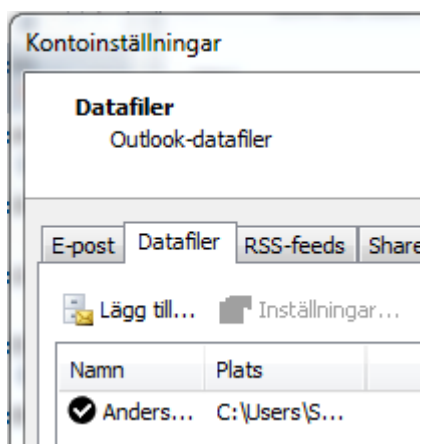 Kontoinställningar
Datafiler
Outlook-datafiler
E-post Datafiler RSS-feeds Share
Lägg till... Inställningar...
Namn Plats
Anders... C:\Users\S...